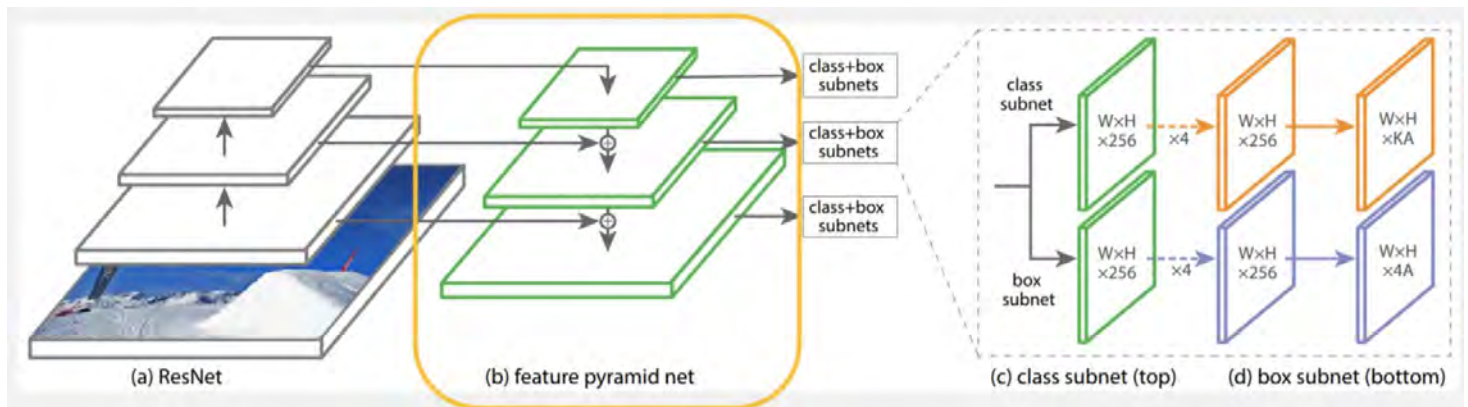 class+box
subnets
class+box
subnets
class+box
subnets
class
subnet
W×H
×256
×4
W×H
×256
W×H
×KA
box
subnet
W×H
×256
×4
W×H
×256
W×H
×4A
(a) ResNet
(b) feature pyramid net
(c) class subnet (top)
(d) box subnet (bottom)